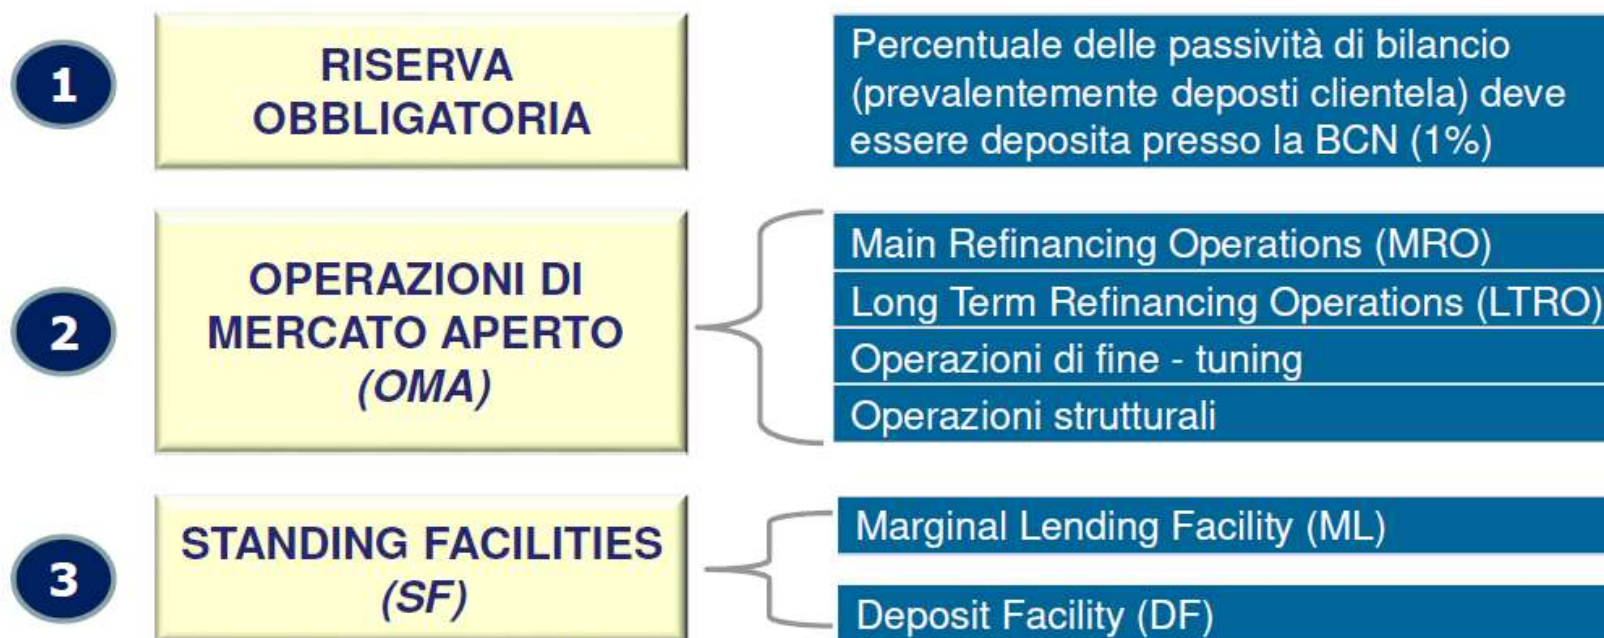 1
RISERVA
OBBLIGATORIA
Percentuale delle passività di bilancio
(prevalentemente deposti clientela) deve
essere deposita presso la BCN (1%)
2
OPERAZIONI DI
MERCATO APERTO
(OMA)
Main Refinancing Operations (MRO)
Long Term Refinancing Operations (LTRO)
Operazioni di fine - tuning
Operazioni strutturali
3
STANDING FACILITIES
(SF)
Marginal Lending Facility (ML)
Deposit Facility (DF)